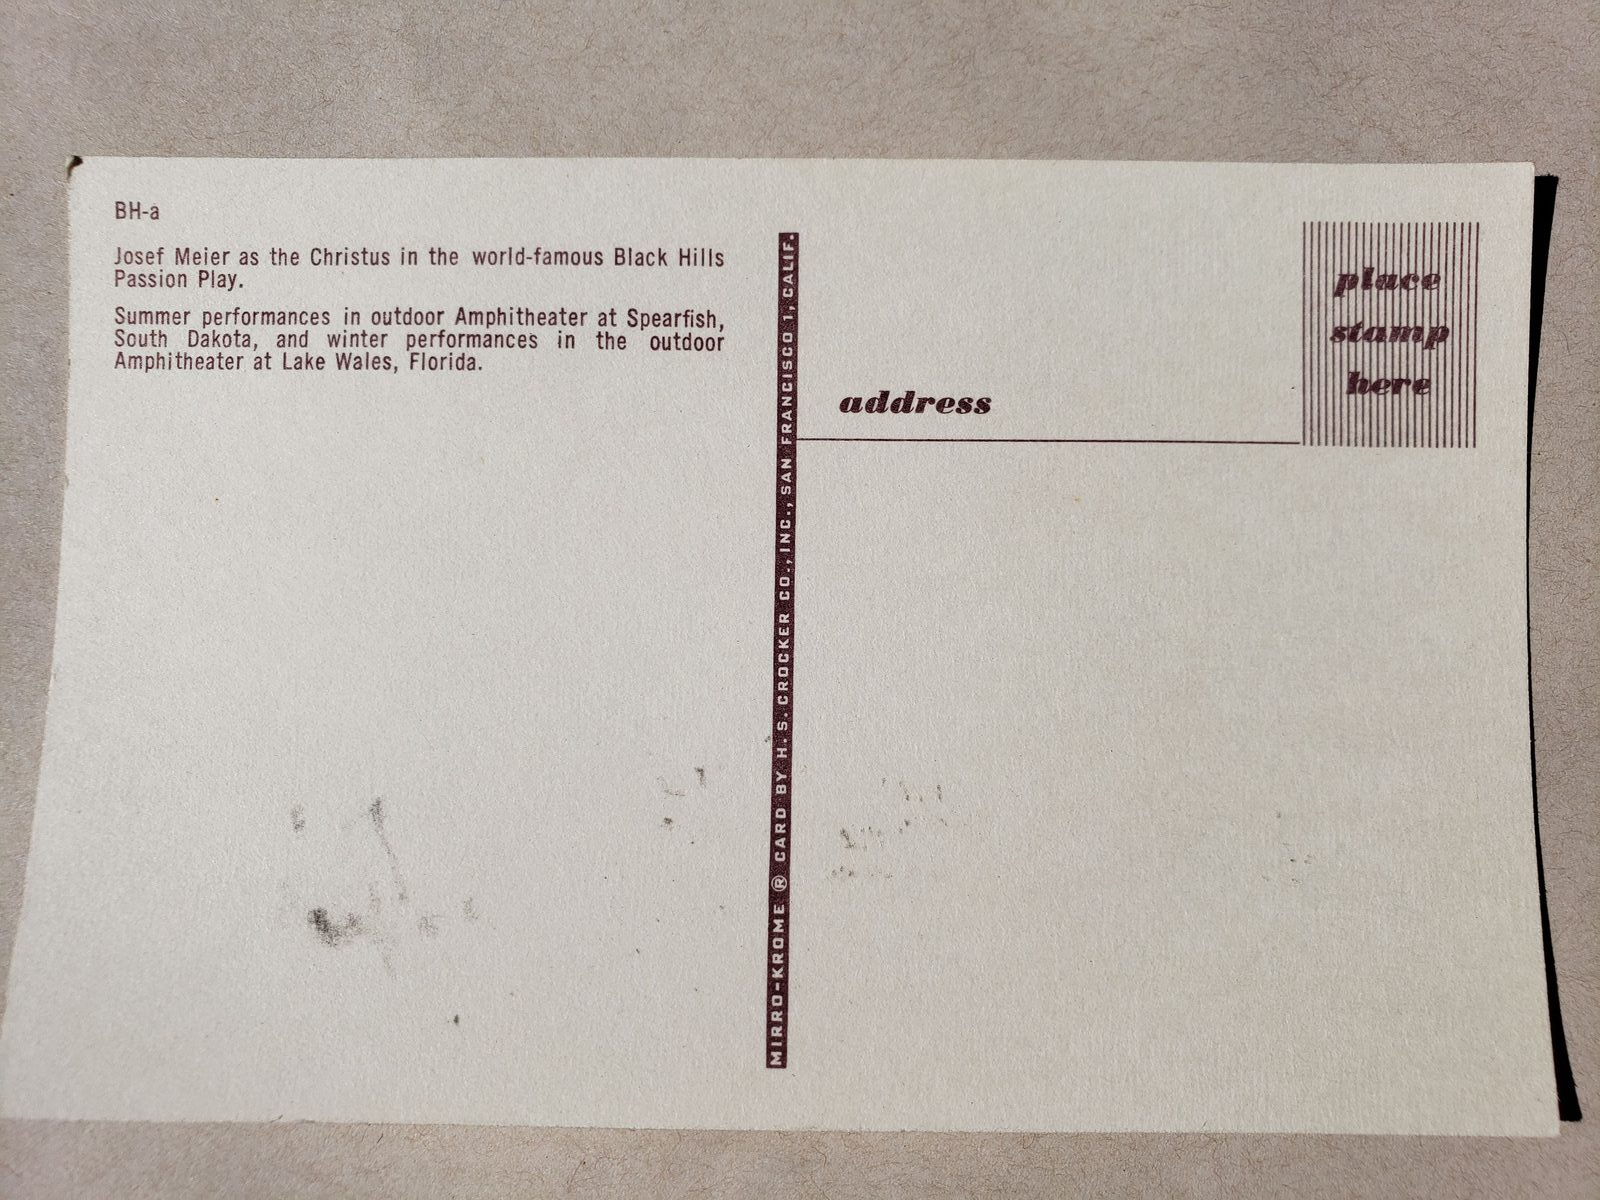 BH-a
Josef Meier as the Christus in the world-famous Black Hills
Passion Play.
Summer performances in outdoor Amphitheater at Spearfish,
South Dakota, and winter performances in the outdoor
Amphitheater at Lake Wales, Florida.
MIRRO-KROME ® CARD BY H. S. CROCKER CO., INC., SAN FRANCISCO 1, CALIF.
place
stamp
here
address